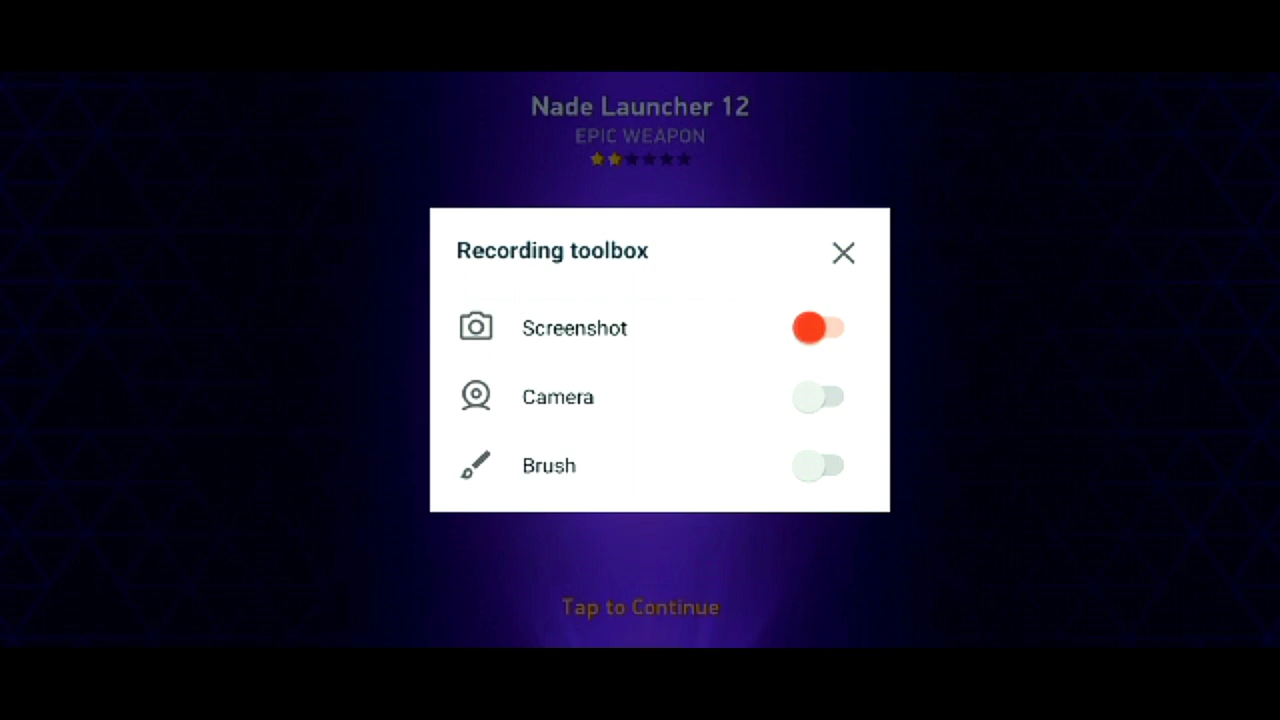 Nade Launcher 12
EPIC WEAPON
Recording toolbox
Screenshot
Camera
Brush
Tap to Continue